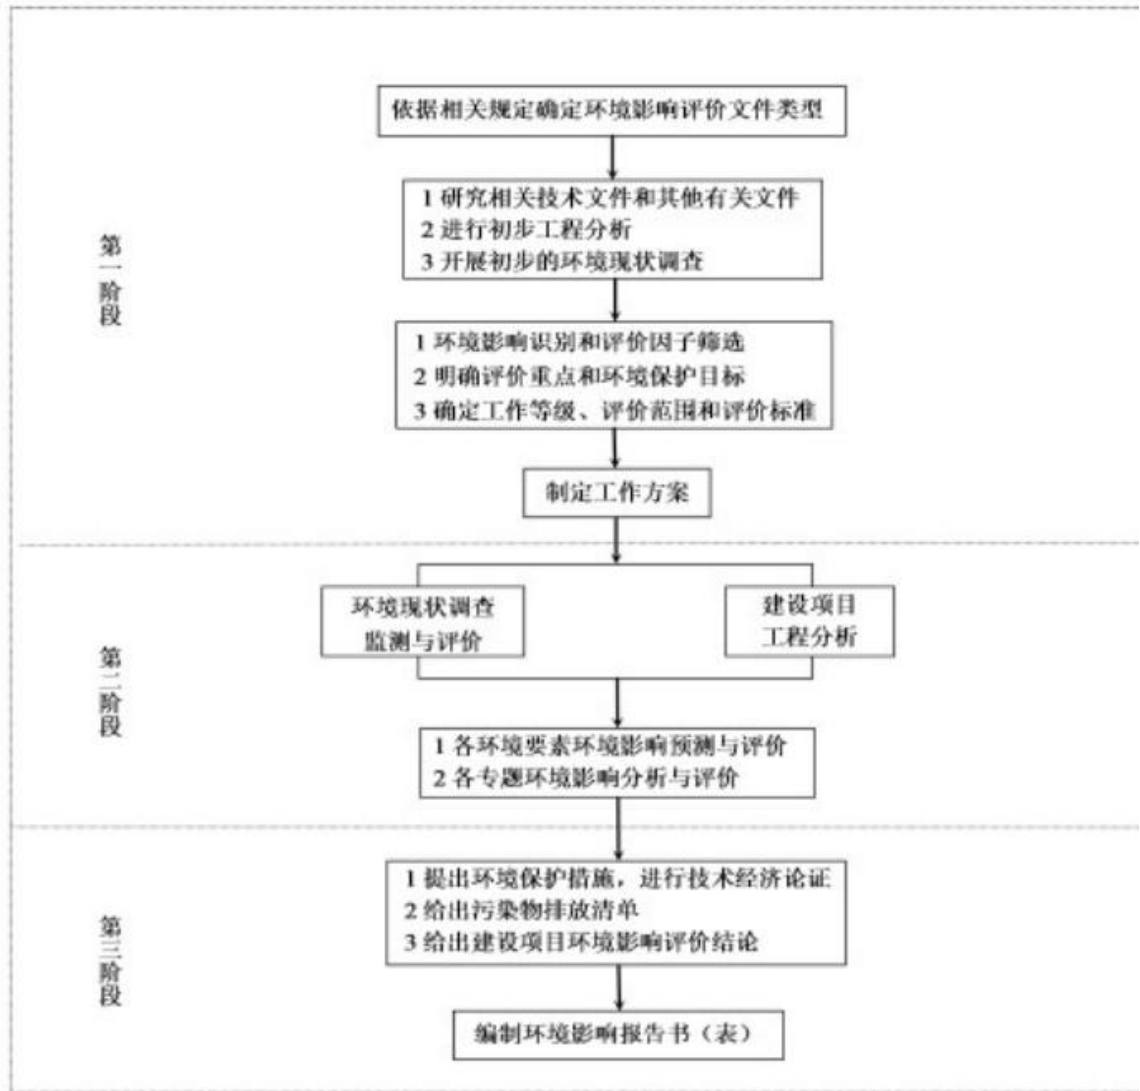 依据相关规定确定环境影响评价文件类型
第一阶段
1 研究相关技术文件和其他有关文件
2 进行初步工程分析
3 开展初步的环境现状调查
1 环境影响识别和评价因子筛选
2 明确评价重点和环境保护目标
3 确定工作等级、评价范围和评价标准
制定工作方案
第二阶段
环境现状调查
监测与评价
建设项目
工程分析
1 各环境要素环境影响预测与评价
2 各专题环境影响分析与评价
第三阶段
1 提出环境保护措施，进行技术经济论证
2 给出污染物排放清单
3 给出建设项目环境影响评价结论
编制环境影响报告书（表）